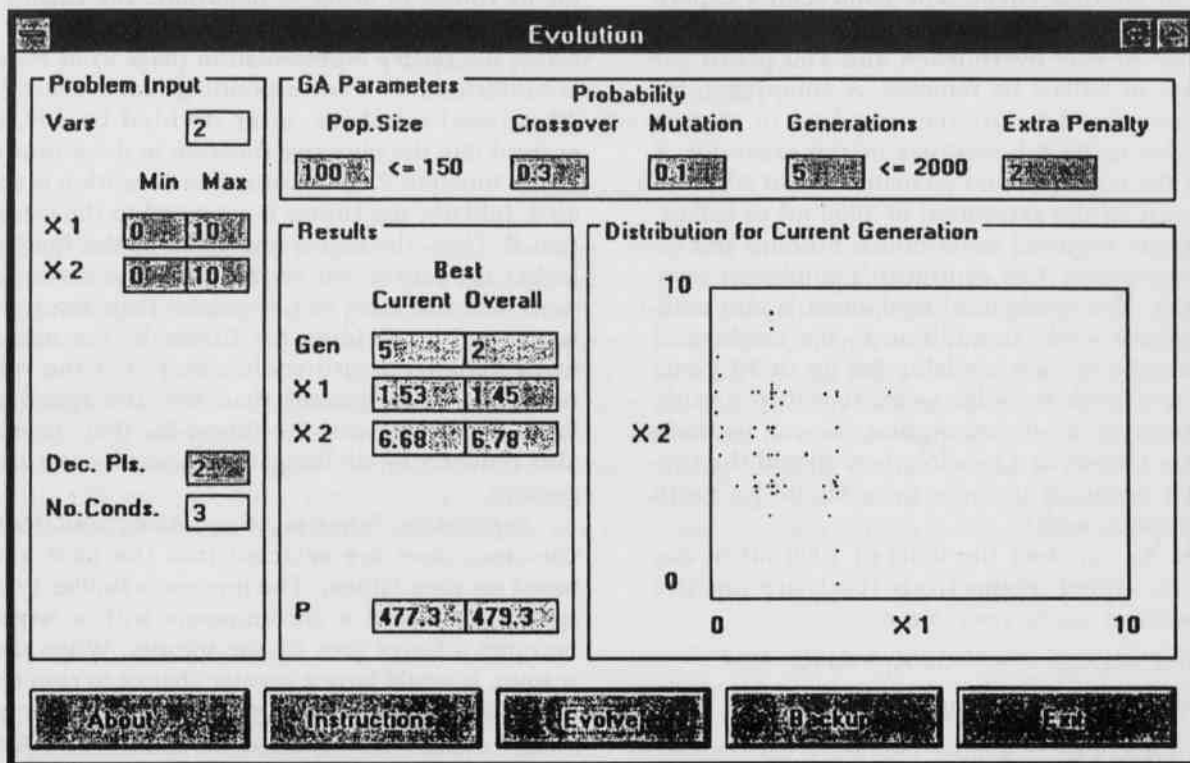 Evolution
Problem Input
Vars 2
Min Max
X1 0 10
X2 0 10
GA Parameters
Probability
Pop.Size Crossover Mutation Generations Extra Penalty
100 <= 150 0.3 0.1 5 <= 2000 2
Results
Best
Current Overall
Gen 5 2
X1 1.53 1.45
X2 6.68 6.78
Dec. Pls. 2
No.Conds. 3
P 477.3 479.3
Distribution for Current Generation
10
X2
0
0 X1 10
About Instructions Evolve Backup Exit